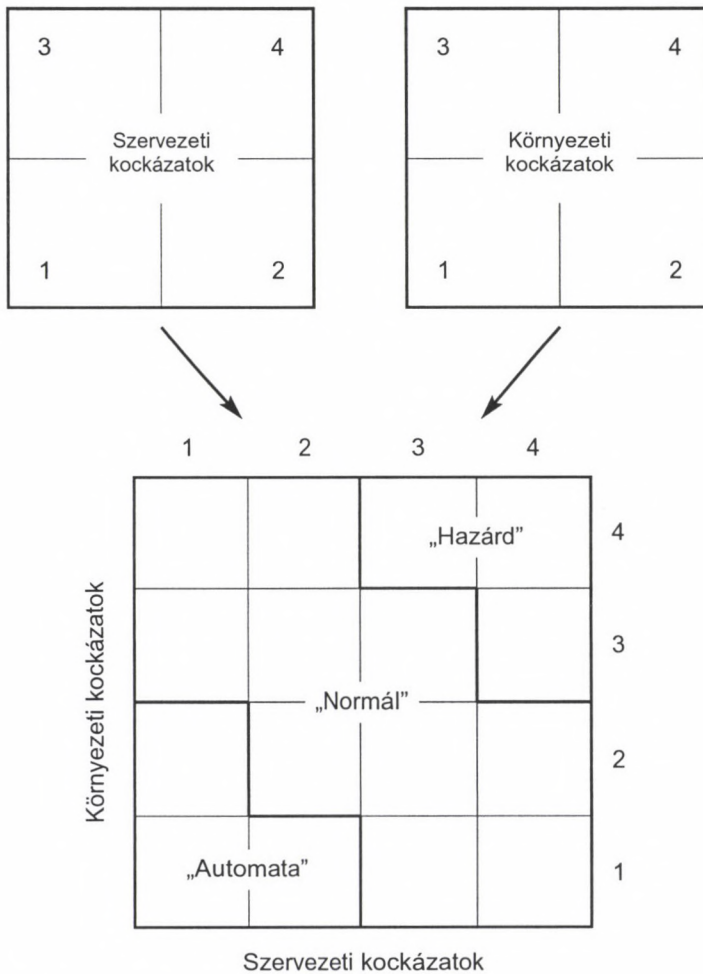 3 4
Szervezeti
kockázatok
1 2
3 4
Környezeti
kockázatok
1 2
1 2 3 4
„Hazárd”
4
3
„Normál”
2
„Automata”
1
Környezeti kockázatok
Szervezeti kockázatok